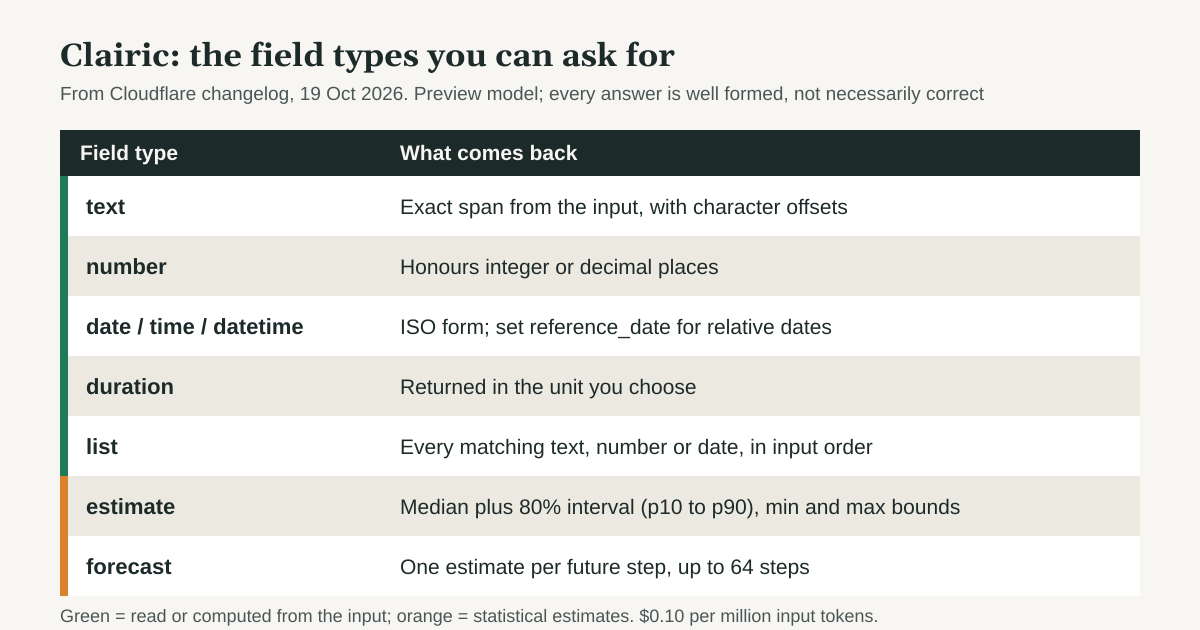 Clairic: the field types you can ask for
From Cloudflare changelog, 19 Oct 2026. Preview model; every answer is well formed, not necessarily correct
Field type What comes back
text Exact span from the input, with character offsets
number Honours integer or decimal places
date / time / datetime ISO form; set reference_date for relative dates
duration Returned in the unit you choose
list Every matching text, number or date, in input order
estimate Median plus 80% interval (p10 to p90), min and max bounds
forecast One estimate per future step, up to 64 steps
Green = read or computed from the input; orange = statistical estimates. $0.10 per million input tokens.